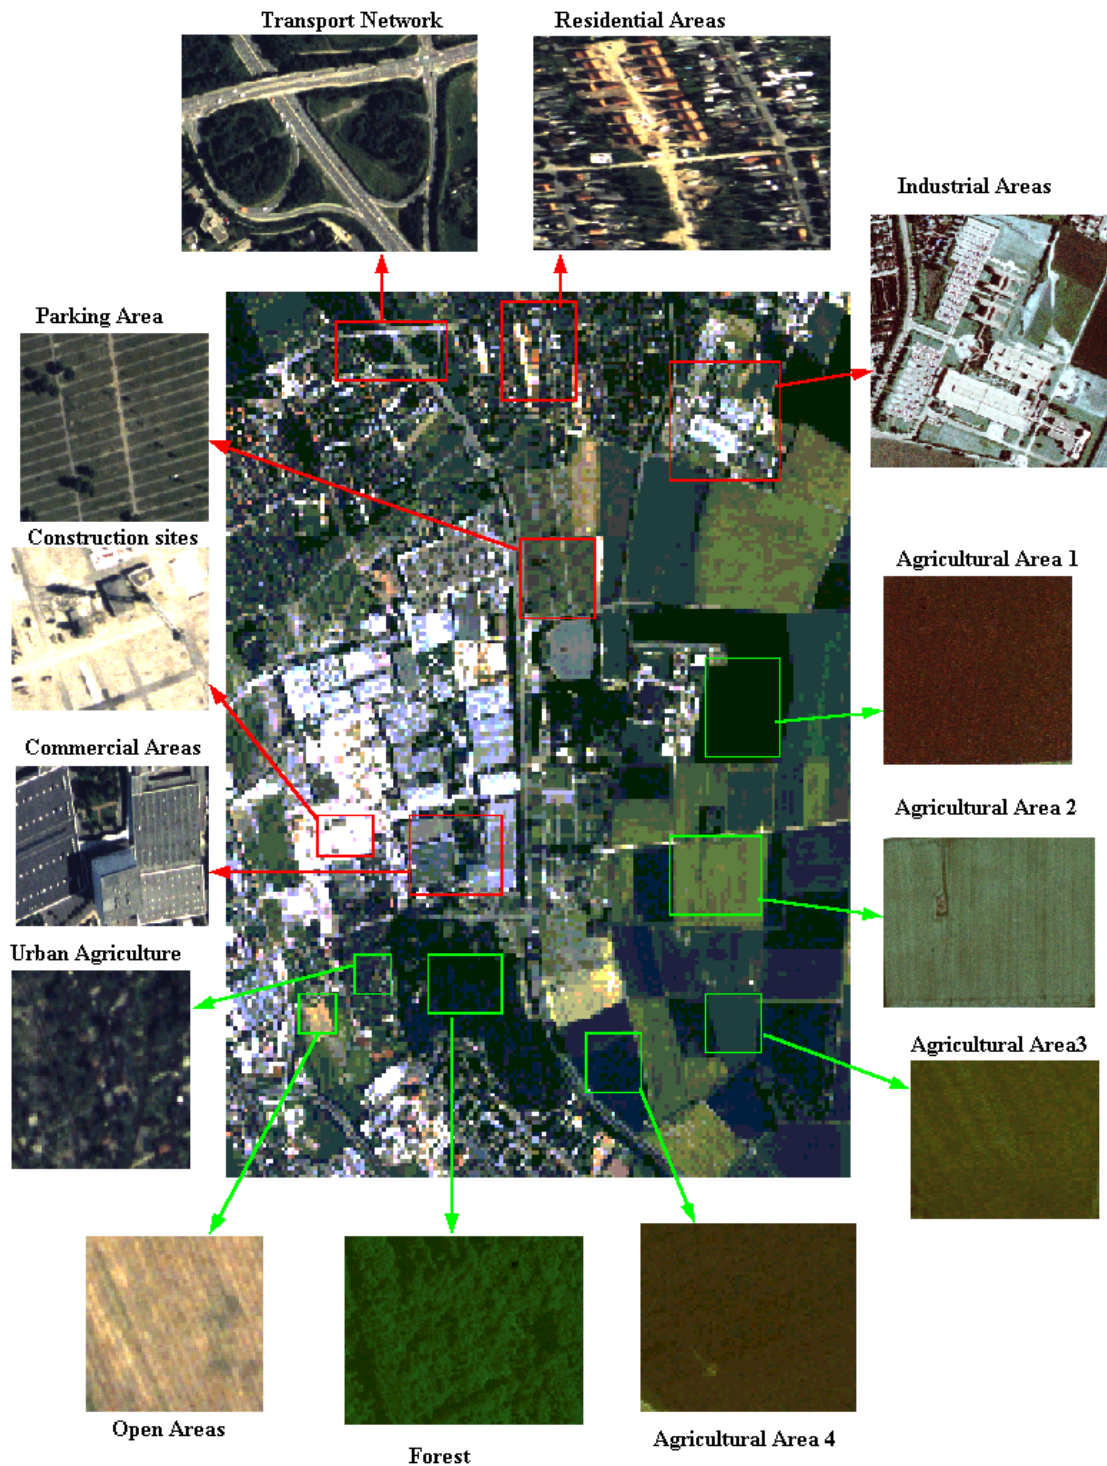 Transport Network
Residential Areas
Industrial Areas
Parking Area
Construction sites
Agricultural Area 1
Commercial Areas
Agricultural Area 2
Urban Agriculture
Agricultural Area3
Open Areas
Forest
Agricultural Area 4